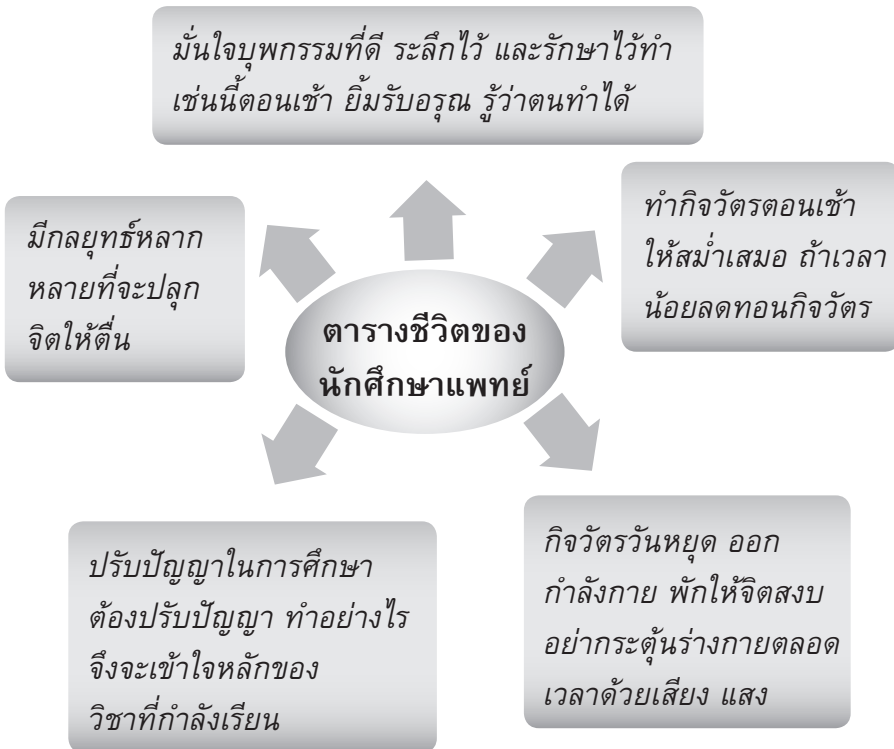 มั่นใจบุพกรรมที่ดี ระลึกไว้ และรักษาไว้ทำ
เช่นนี้ตอนเช้า ยิ้มรับอรุณ รู้ว่าตนทำได้
มีกลยุทธ์หลาก
หลายที่จะปลุก
จิตให้ตื่น
ทำกิจวัตรตอนเช้า
ให้สม่ำเสมอ ถ้าเวลา
น้อยลดทอนกิจวัตร
ตารางชีวิตของ
นักศึกษาแพทย์
ปรับปัญญาในการศึกษา
ต้องปรับปัญญา ทำอย่างไร
จึงจะเข้าใจหลักของ
วิชาที่กำลังเรียน
กิจวัตรวันหยุด ออก
กำลังกาย พักให้จิตสงบ
อย่ากระตุ้นร่างกายตลอด
เวลาด้วยเสียง แสง